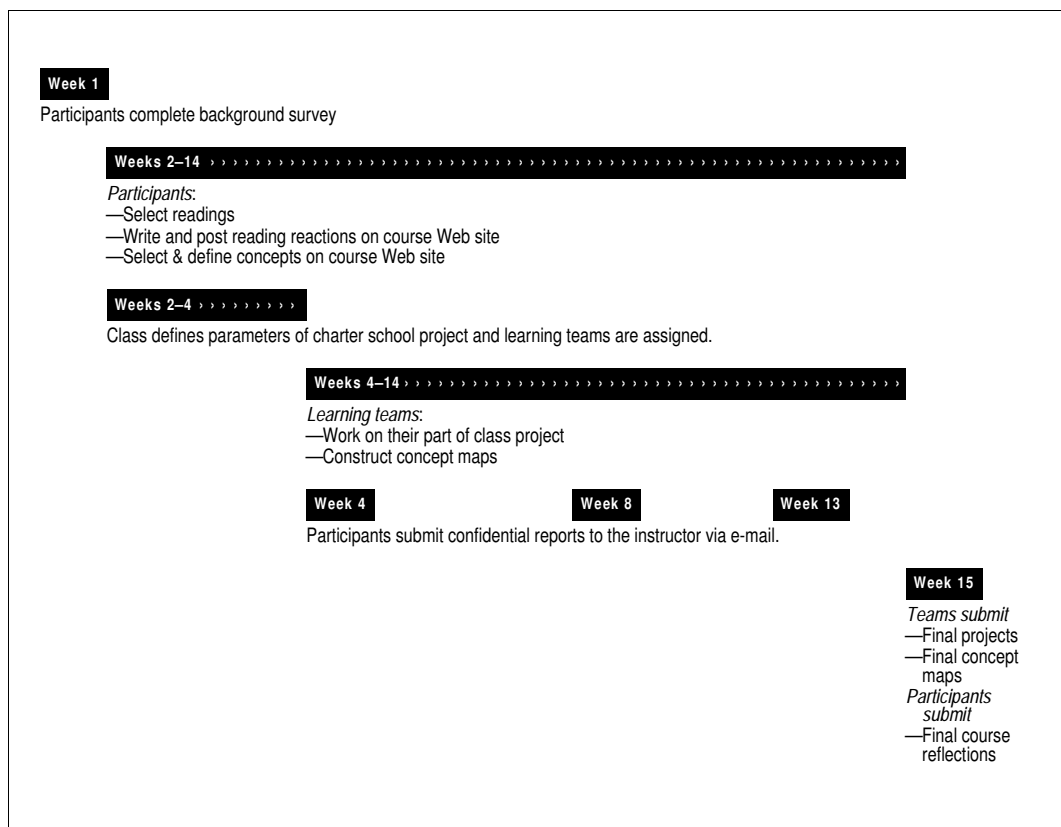 Week 1
Participants complete background survey
Weeks 2–14 › › › › › › › › › › › › › › › › › › › › › › › › › › › › › › › › › › › › › › › › › › › › › › › › › › › › › › › › › › › › ›
Participants:
—Select readings
—Write and post reading reactions on course Web site
—Select & define concepts on course Web site
Weeks 2–4 › › › › › › › › ›
Class defines parameters of charter school project and learning teams are assigned.
Weeks 4–14 › › › › › › › › › › › › › › › › › › › › › › › › › › › › › › › › › › › › › › › › › › › ›
Learning teams:
—Work on their part of class project
—Construct concept maps
Week 4 Week 8 Week 13
Participants submit confidential reports to the instructor via e-mail.
Week 15
Teams submit
—Final projects
—Final concept
maps
Participants
submit
—Final course
reflections